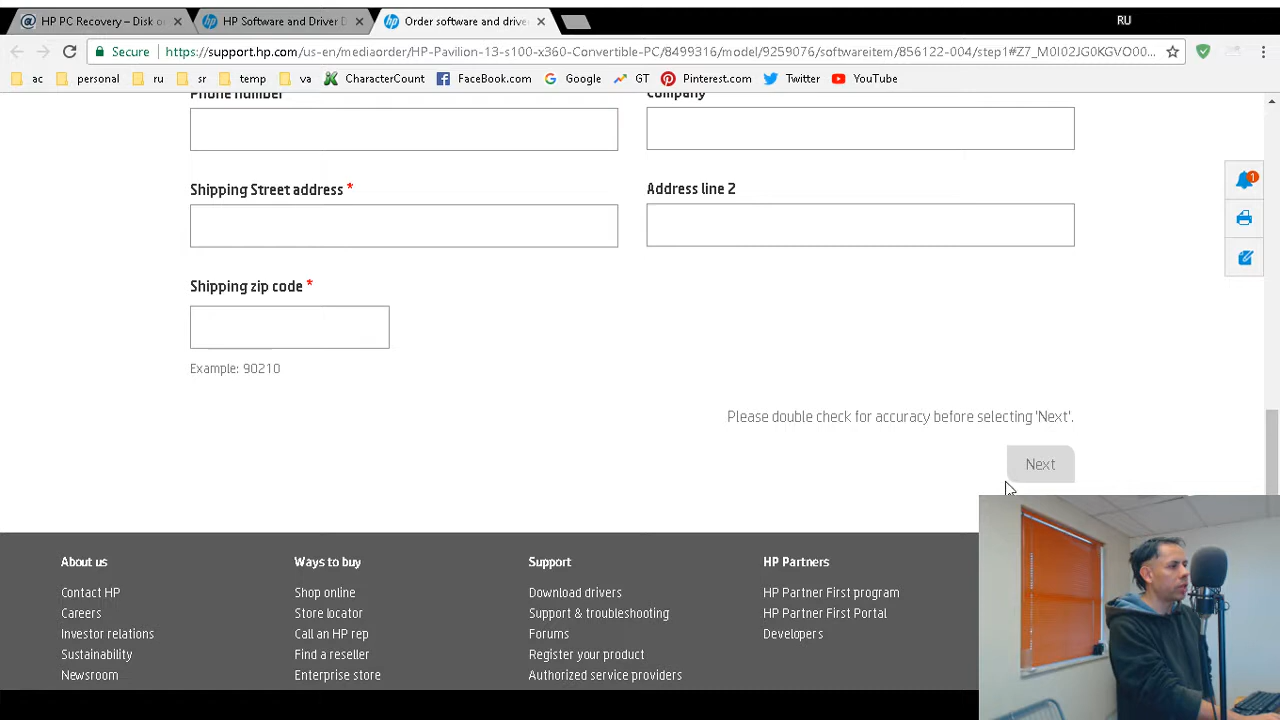 HP PC Recovery – Disk o
HP Software and Driver D
Order software and drive
RU
Secure
https://support.hp.com/us-en/mediaorder/HP-Pavilion-13-s100-x360-Convertible-PC/8499316/model/9259076/softwareitem/856122-004/step1#Z7_M0I02JG0KGVO00...
ac
personal
ru
sr
temp
va
CharacterCount
FaceBook.com
Google
GT
Pinterest.com
Twitter
YouTube
Phone number
Company
Shipping Street address *
Address line 2
1
Shipping zip code *
Example: 90210
Please double check for accuracy before selecting 'Next'.
Next
About us
Ways to buy
Support
HP Partners
Contact HP
Shop online
Download drivers
HP Partner First program
Careers
Store locator
Support & troubleshooting
HP Partner First Portal
Investor relations
Call an HP rep
Forums
Developers
Sustainability
Find a reseller
Register your product
Newsroom
Enterprise store
Authorized service providers